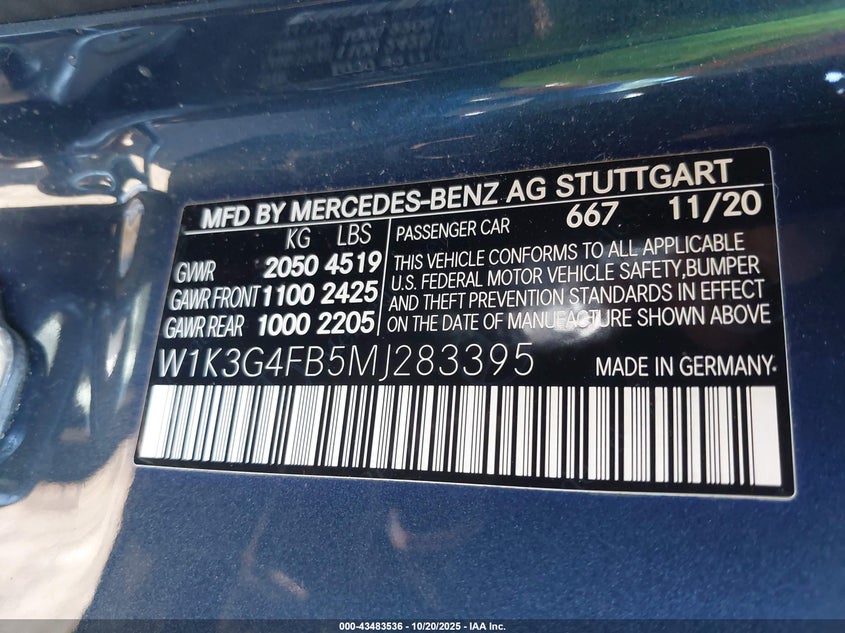 MFD BY MERCEDES-BENZ AG STUTTGART
KG LBS
GVWR 2050 4519
GAWR FRONT 1100 2425
GAWR REAR 1000 2205
PASSENGER CAR 667 11/20
THIS VEHICLE CONFORMS TO ALL APPLICABLE
U.S. FEDERAL MOTOR VEHICLE SAFETY,BUMPER
AND THEFT PREVENTION STANDARDS IN EFFECT
ON THE DATE OF MANUFACTURE SHOWN ABOVE
W1K3G4FB5MJ283395
MADE IN GERMANY
000-43483536 - 10/20/2025 - IAA Inc.